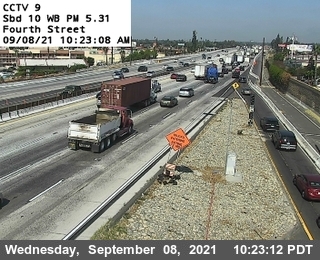 CCTV 9
Sbd 10 WB PM 5.31
Fourth Street
09/08/21 10:23:08 AM
Wednesday, September 08, 2021 10:23:12 PDT